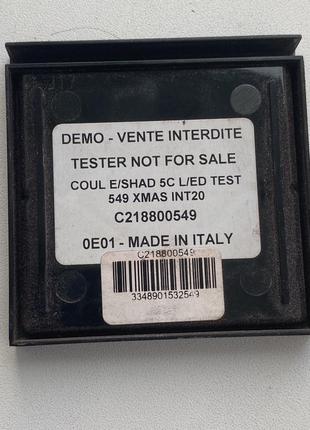 DEMO - VENTE INTERDITE
TESTER NOT FOR SALE
COUL E/SHAD 5C L/ED TEST
549 XMAS INT20
C218800549
0E01 - MADE IN ITALY
C218800549
3348901532549